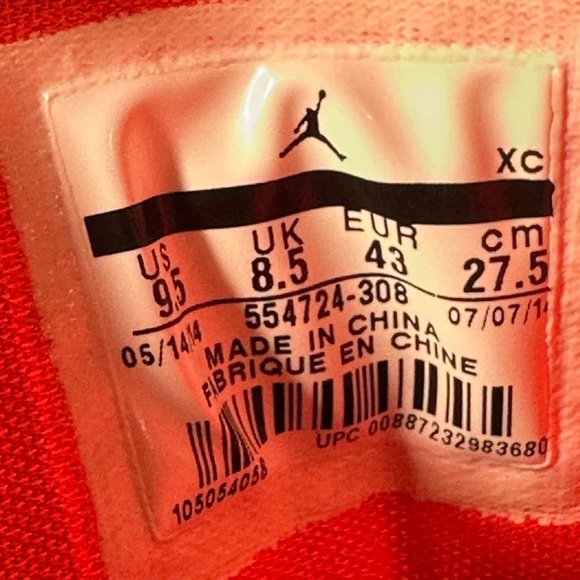 XC
US UK EUR cm
9.5 8.5 43 27.5
554724-308
05/14/14 07/07/14
MADE IN CHINA
FABRIQUE EN CHINE
UPC 00887232983680
105054058